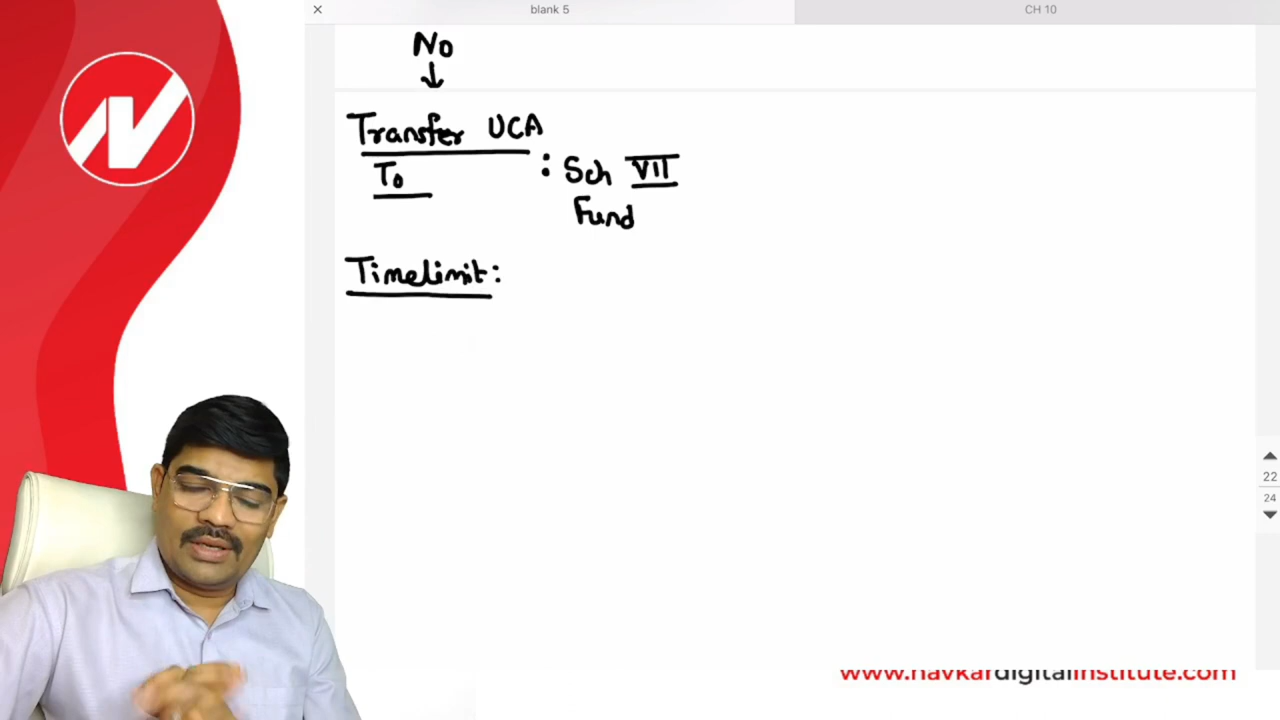 blank 5
CH 10
No
Transfer UCA
To : Sch VII
Fund
Timelimit:
22
24
www.navkardigitalinstitute.com